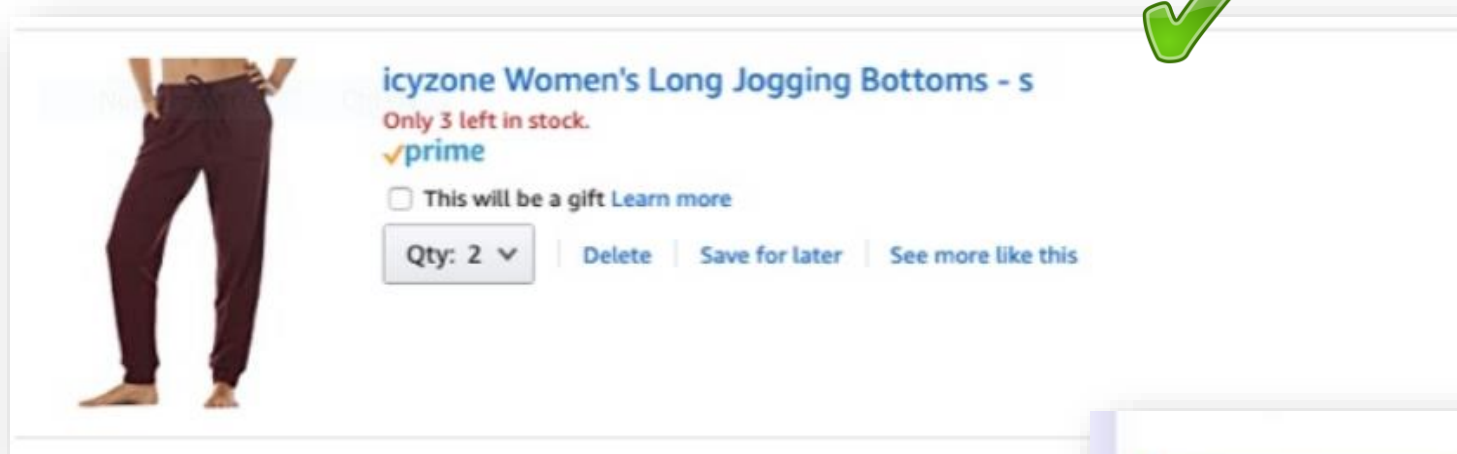 icyzone Women's Long Jogging Bottoms - s
Only 3 left in stock.
prime
This will be a gift Learn more
Qty: 2 Delete Save for later See more like this